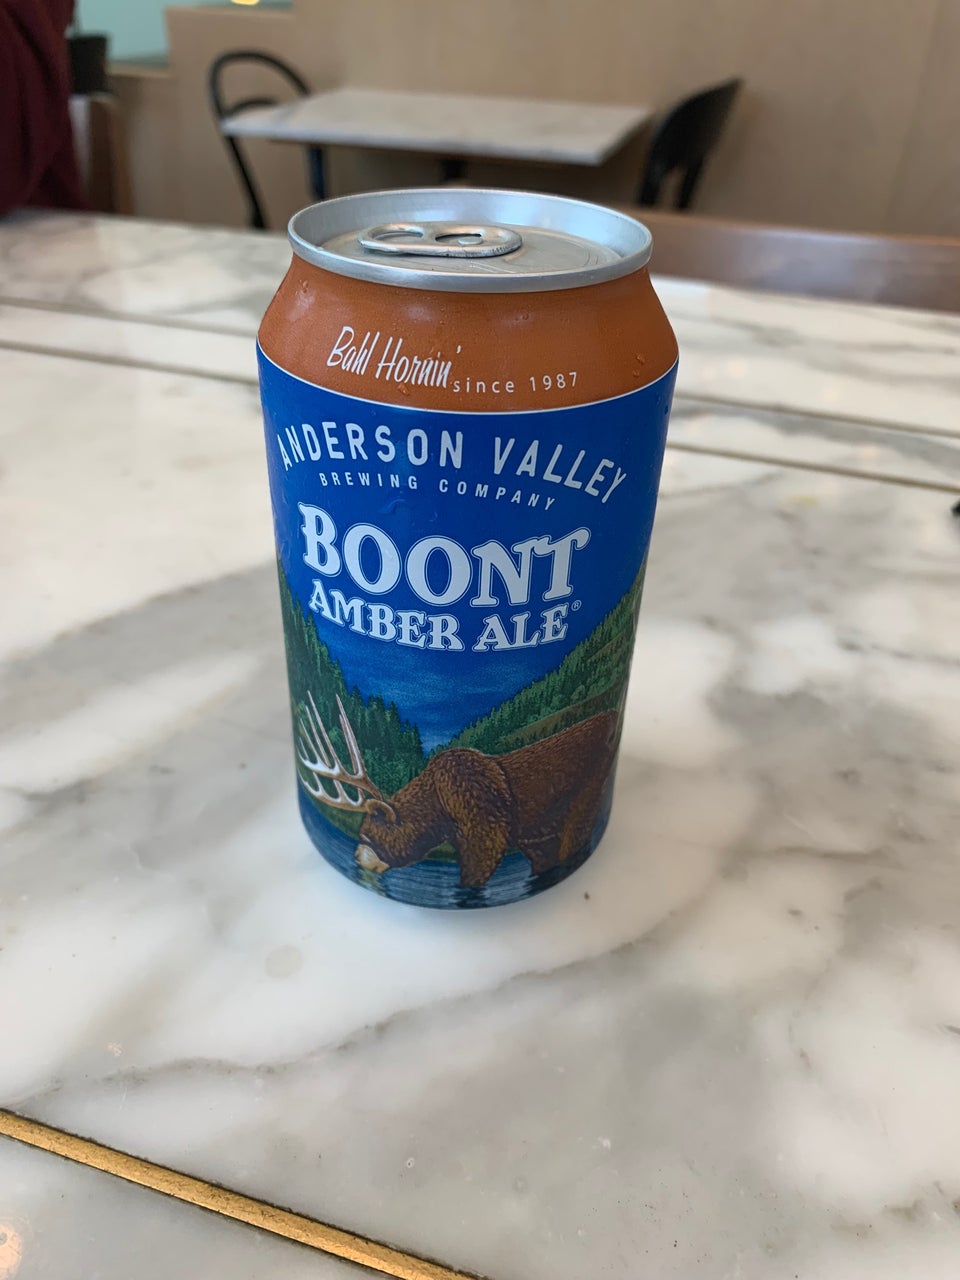 Bahl Hornin' since 1987
ANDERSON VALLEY
BREWING COMPANY
BOONT
AMBER ALE®